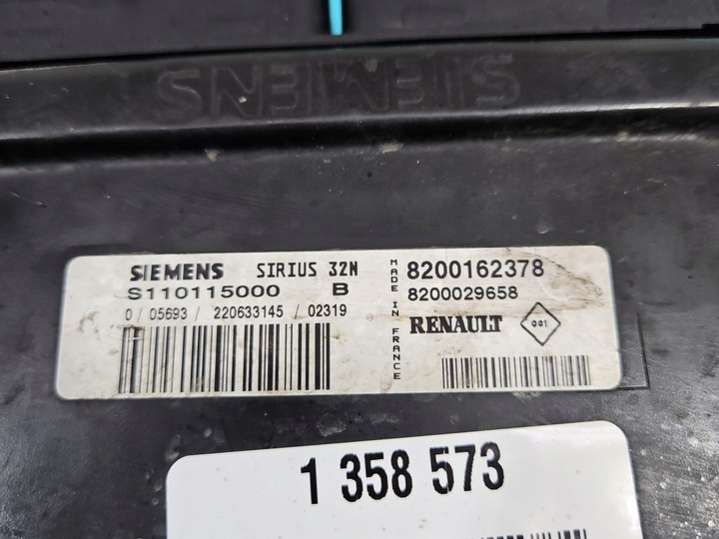 SIEMENS
SIEMENS SIRIUS 32N
S110115000 B
0 / 05693 / 220633145 / 02319
MADE IN FRANCE
8200162378
8200029658
RENAULT 001
1 358 573